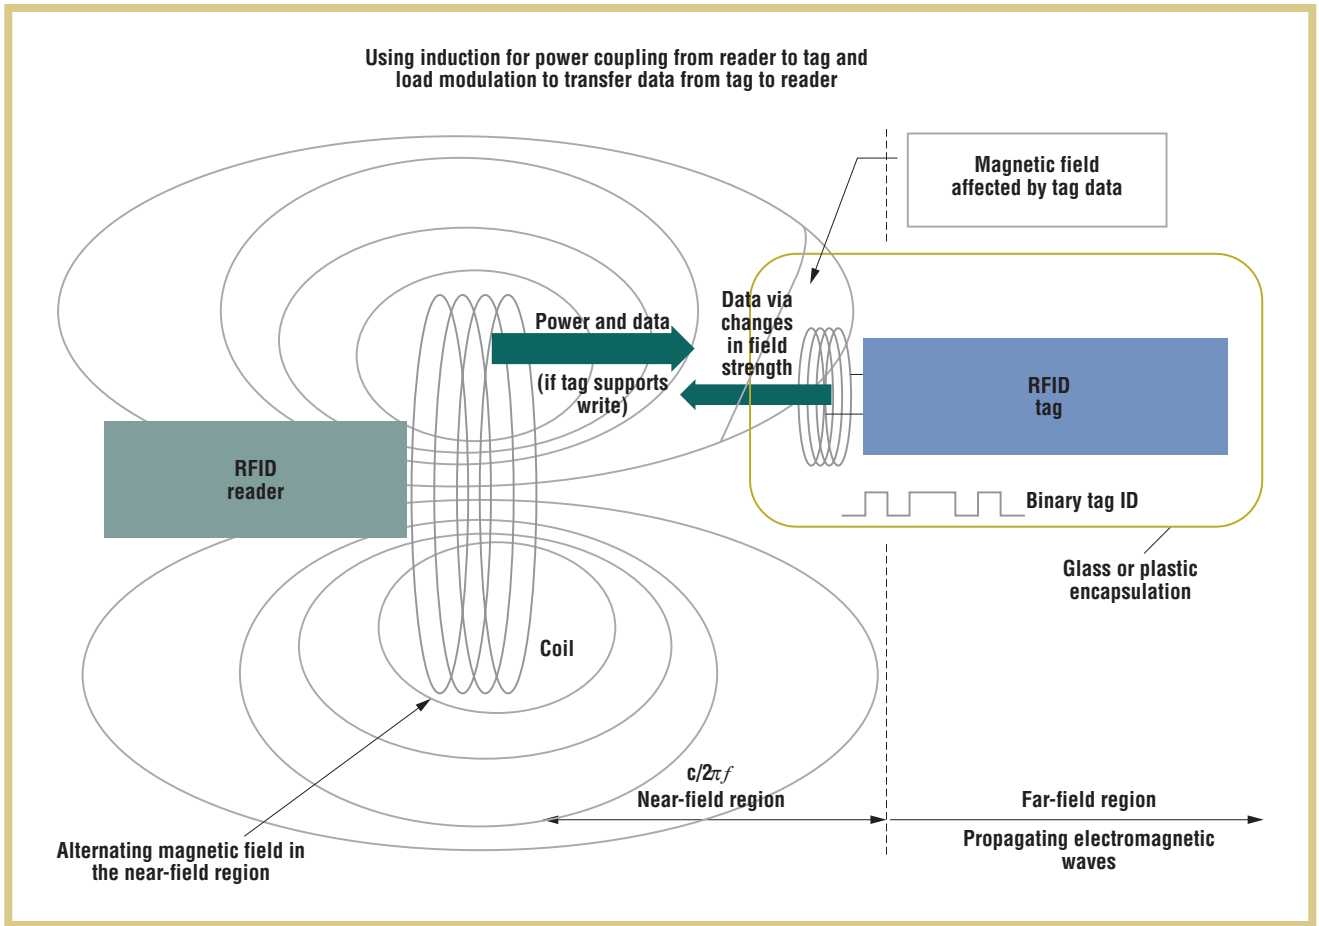 Using induction for power coupling from reader to tag and
load modulation to transfer data from tag to reader
Magnetic field
affected by tag data
Data via
changes
in field
strength
Power and data
(if tag supports
write)
RFID
tag
RFID
reader
Binary tag ID
Glass or plastic
encapsulation
Coil
c/2πf
Near-field region
Far-field region
Propagating electromagnetic
waves
Alternating magnetic field in
the near-field region